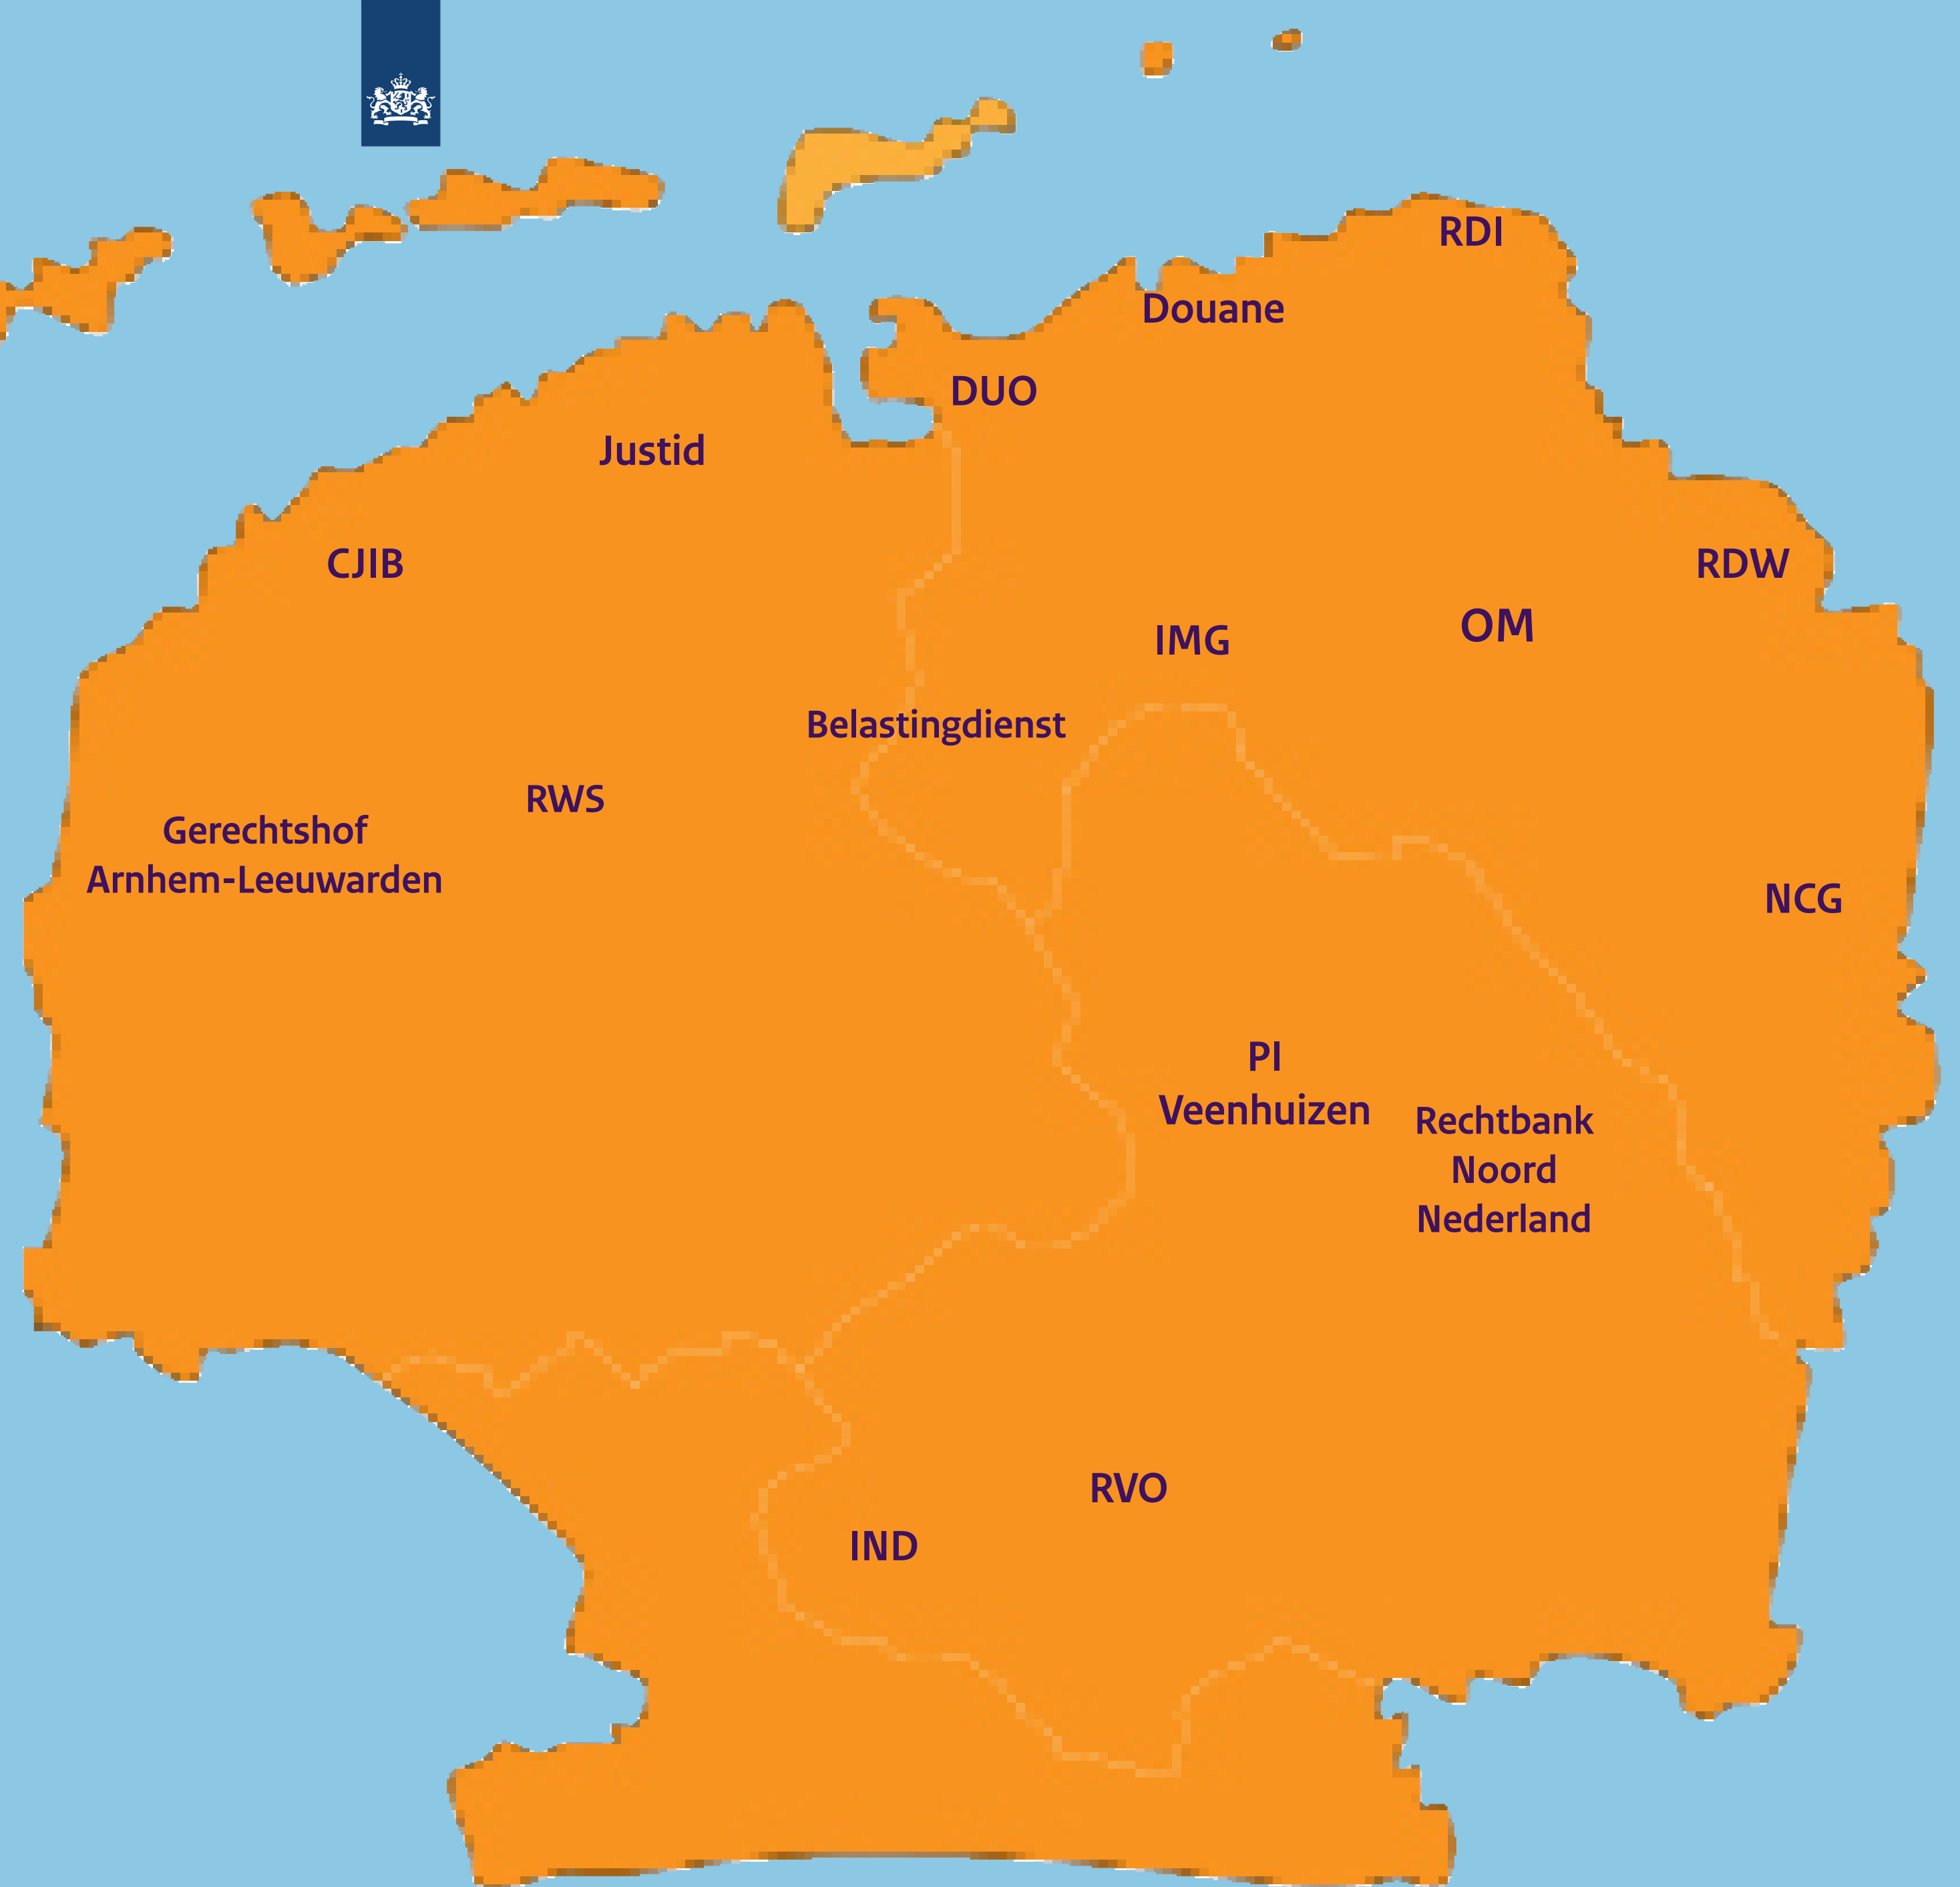 RDI
Douane
DUO
Justid
CJIB
RDW
OM
IMG
Belastingdienst
RWS
Gerechtshof
Arnhem-Leeuwarden
NCG
PI
Veenhuizen
Rechtbank
Noord
Nederland
RVO
IND